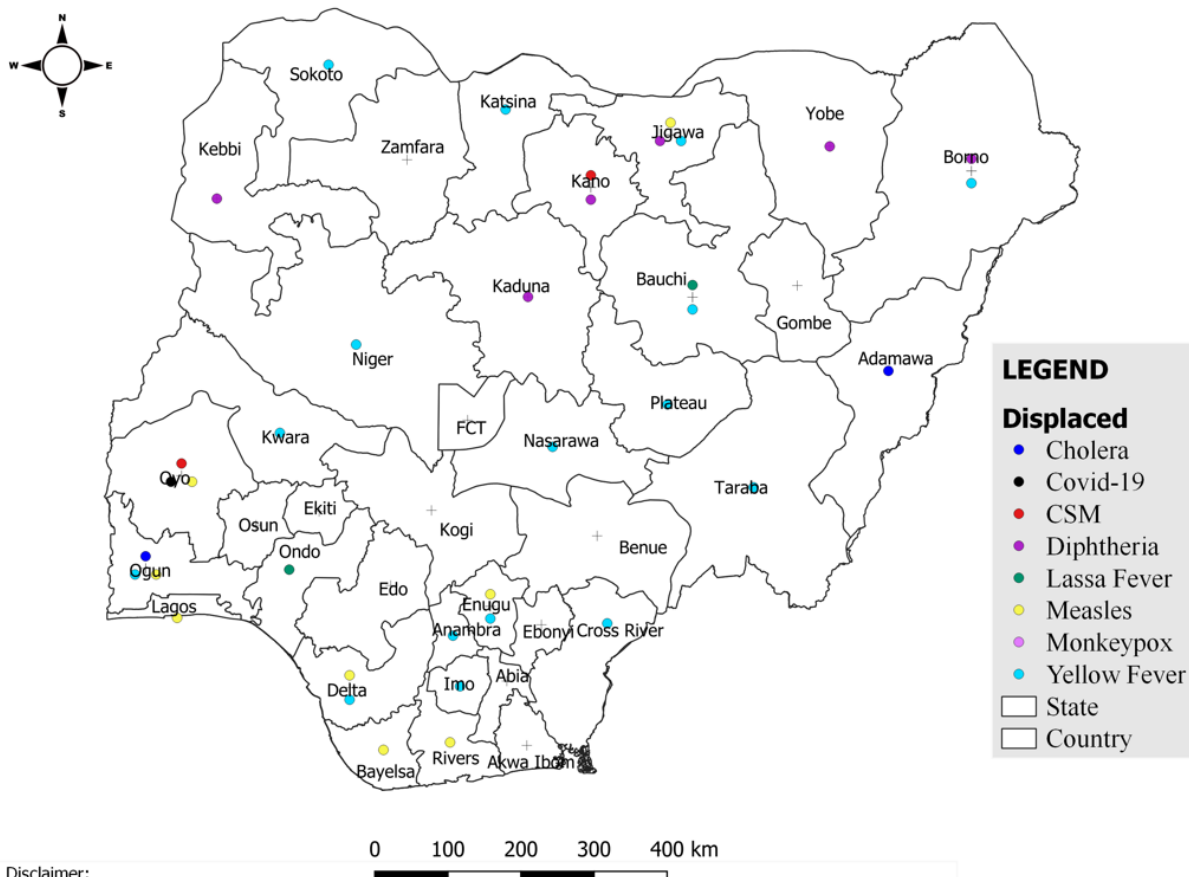 N
W E
S
Sokoto
Katsina
Yobe
Jigawa
Kebbi
Zamfara
Borno
Kano
Bauchi
Kaduna
Gombe
Niger
Adamawa
LEGEND
Displaced
Cholera
Covid-19
CSM
Diphtheria
Lassa Fever
Measles
Monkeypox
Yellow Fever
State
Country
Plateau
FCT
Kwara
Nasarawa
Oyo
Taraba
Ekiti
Osun
Kogi
Ondo
Benue
Ogun
Edo
Lagos
Enugu
Anambra
Ebonyi
Cross River
Abia
Imo
Delta
Rivers
Akwa Ibom
Bayelsa
0 100 200 300 400 km
Disclaimer: